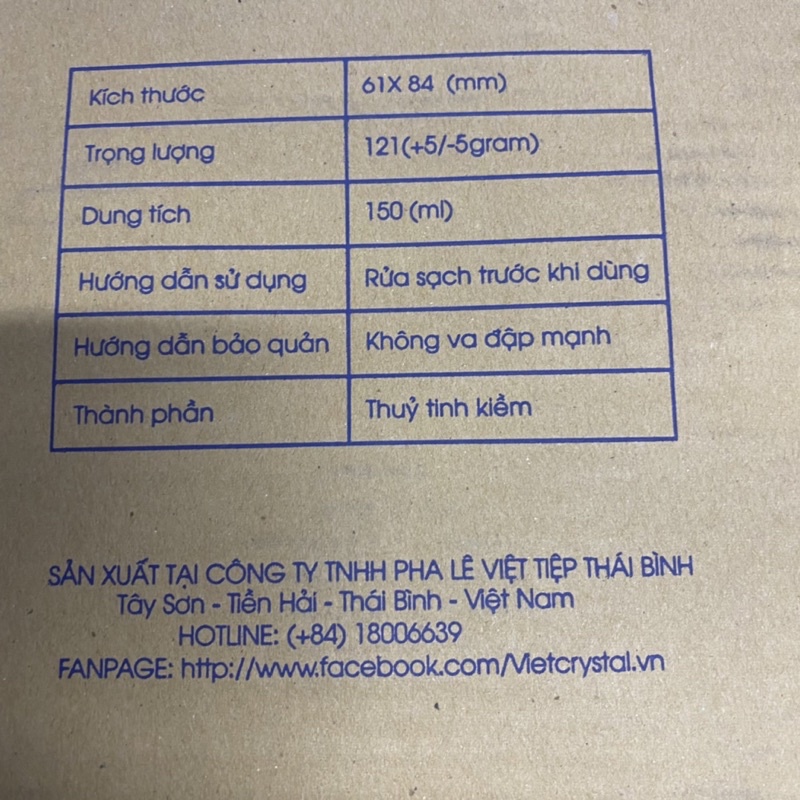 Kích thước 61X 84 (mm)
Trọng lượng 121(+5/-5gram)
Dung tích 150 (ml)
Hướng dẫn sử dụng Rửa sạch trước khi dùng
Hướng dẫn bảo quản Không va đập mạnh
Thành phần Thuỷ tinh kiềm
SẢN XUẤT TẠI CÔNG TY TNHH PHA LÊ VIỆT TIỆP THÁI BÌNH
Tây Sơn - Tiền Hải - Thái Bình - Việt Nam
HOTLINE: (+84) 18006639
FANPAGE: http://www.facebook.com/Vietcrystal.vn